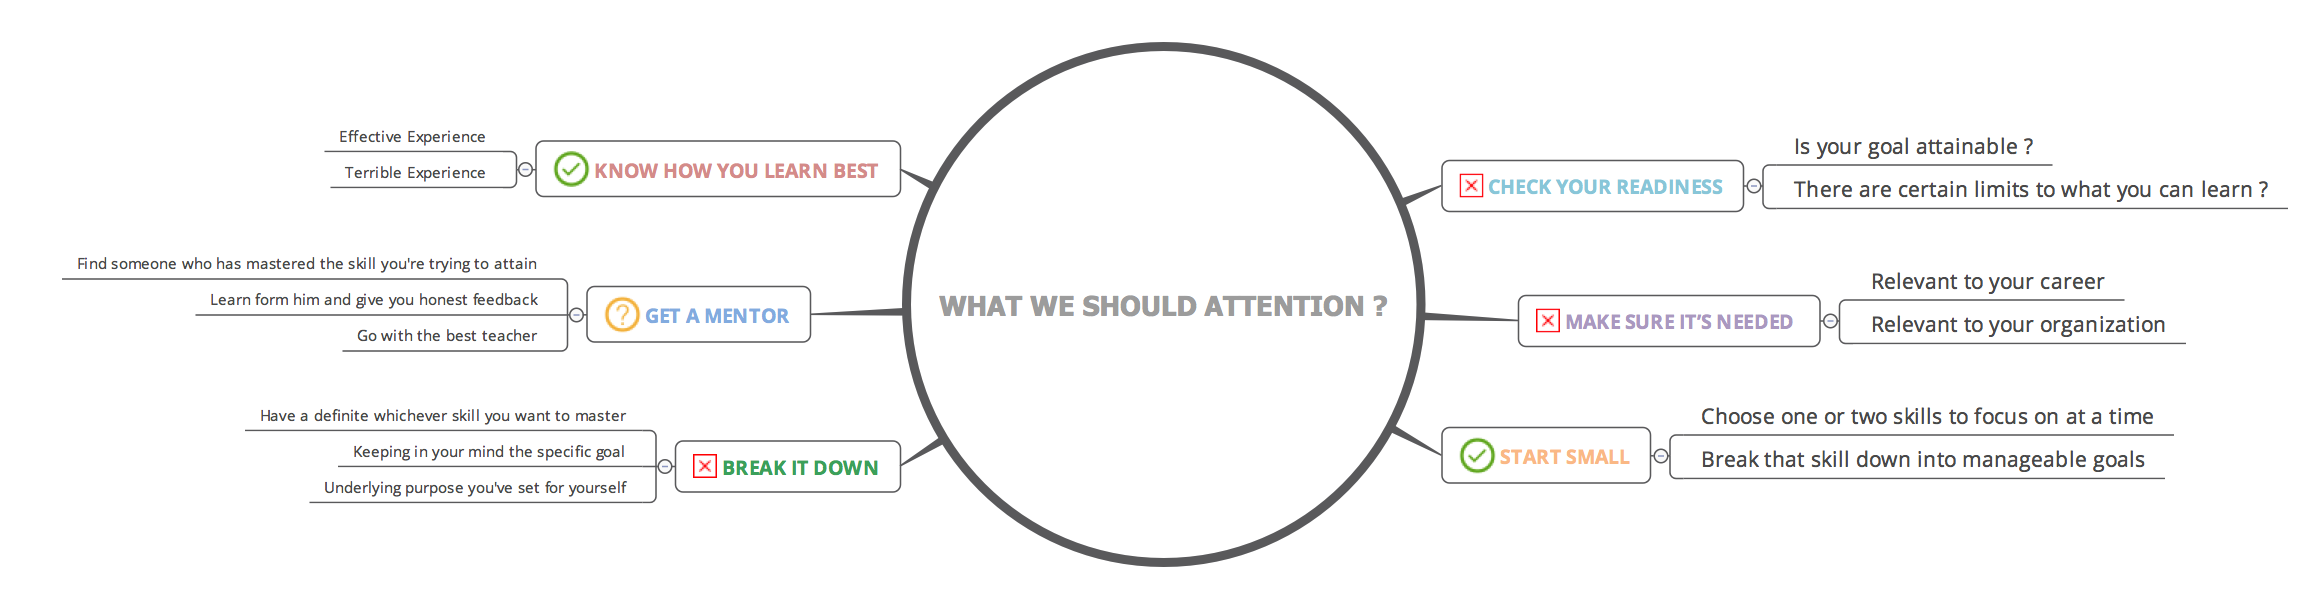 WHAT WE SHOULD ATTENTION ?
KNOW HOW YOU LEARN BEST
Effective Experience
Terrible Experience
GET A MENTOR
Find someone who has mastered the skill you're trying to attain
Learn form him and give you honest feedback
Go with the best teacher
BREAK IT DOWN
Have a definite whichever skill you want to master
Keeping in your mind the specific goal
Underlying purpose you've set for yourself
CHECK YOUR READINESS
Is your goal attainable ?
There are certain limits to what you can learn ?
MAKE SURE IT’S NEEDED
Relevant to your career
Relevant to your organization
START SMALL
Choose one or two skills to focus on at a time
Break that skill down into manageable goals